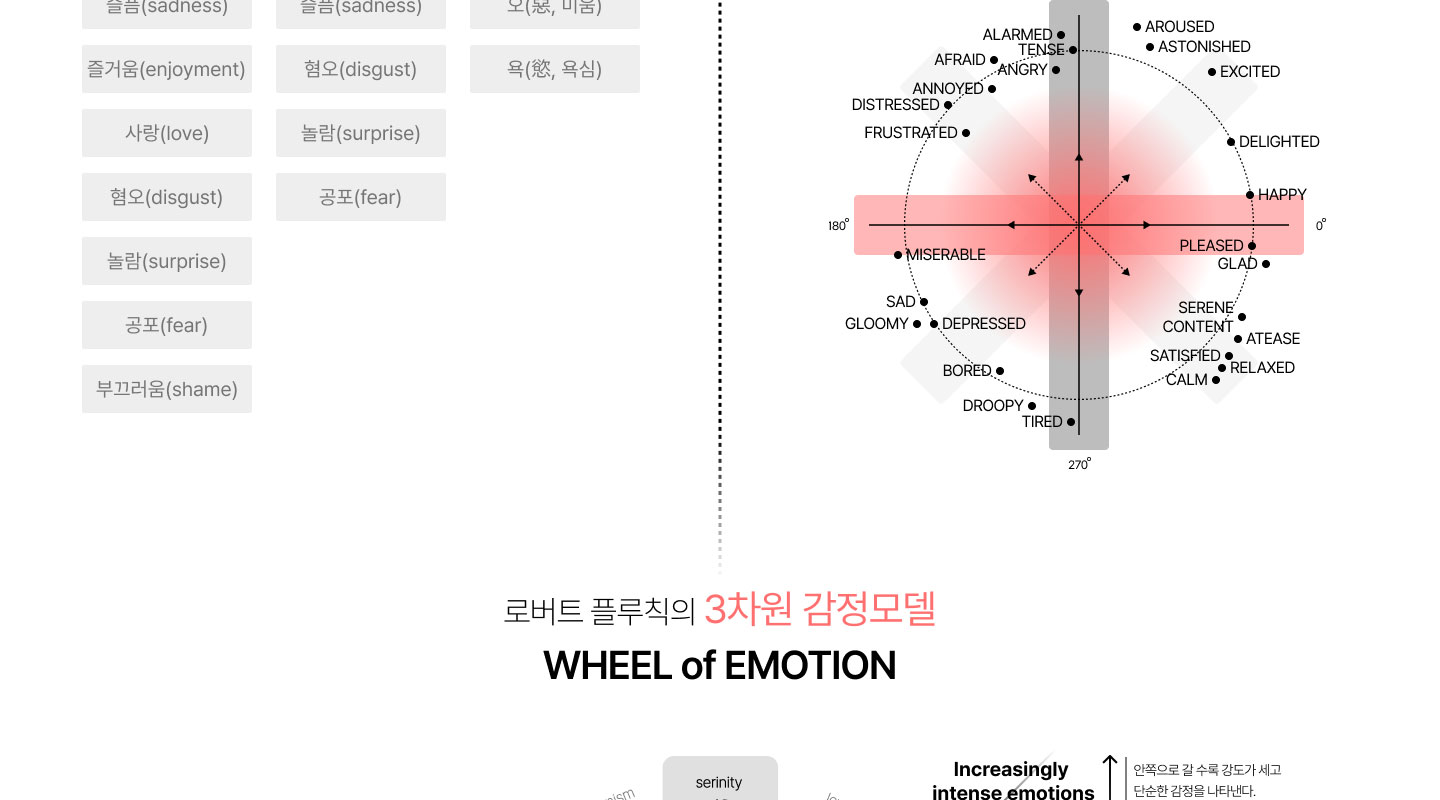 슬픔(sadness)
슬픔(sadness)
오(惡, 미움)
즐거움(enjoyment)
혐오(disgust)
욕(慾, 욕심)
사랑(love)
놀람(surprise)
혐오(disgust)
공포(fear)
놀람(surprise)
공포(fear)
부끄러움(shame)
AROUSED
ALARMED
ASTONISHED
TENSE
AFRAID
ANGRY
EXCITED
ANNOYED
DISTRESSED
FRUSTRATED
DELIGHTED
HAPPY
180°
0°
PLEASED
MISERABLE
GLAD
SAD
SERENE
CONTENT
GLOOMY
DEPRESSED
ATEASE
SATISFIED
BORED
RELAXED
CALM
DROOPY
TIRED
270°
로버트 플루칙의 3차원 감정모델
WHEEL of EMOTION
serinity
Increasingly
intense emotions
안쪽으로 갈 수록 강도가 세고
단순한 감정을 나타낸다.